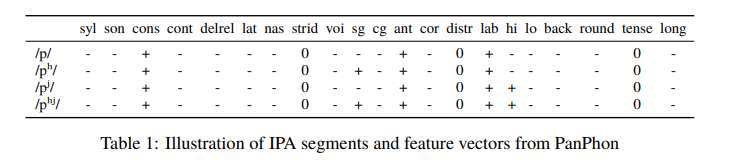 syl son cons cont delrel lat nas strid voi sg cg ant cor distr lab hi lo back round tense long
/p/ - - + - - - - 0 - - - + - 0 + - - - - 0 -
/pʰ/ - - + - - - - 0 - + - + - 0 + - - - - 0 -
/pʲ/ - - + - - - - 0 - - - + - 0 + + - - - 0 -
/pʰʲ/ - - + - - - - 0 - + - + - 0 + + - - - 0 -
Table 1: Illustration of IPA segments and feature vectors from PanPhon